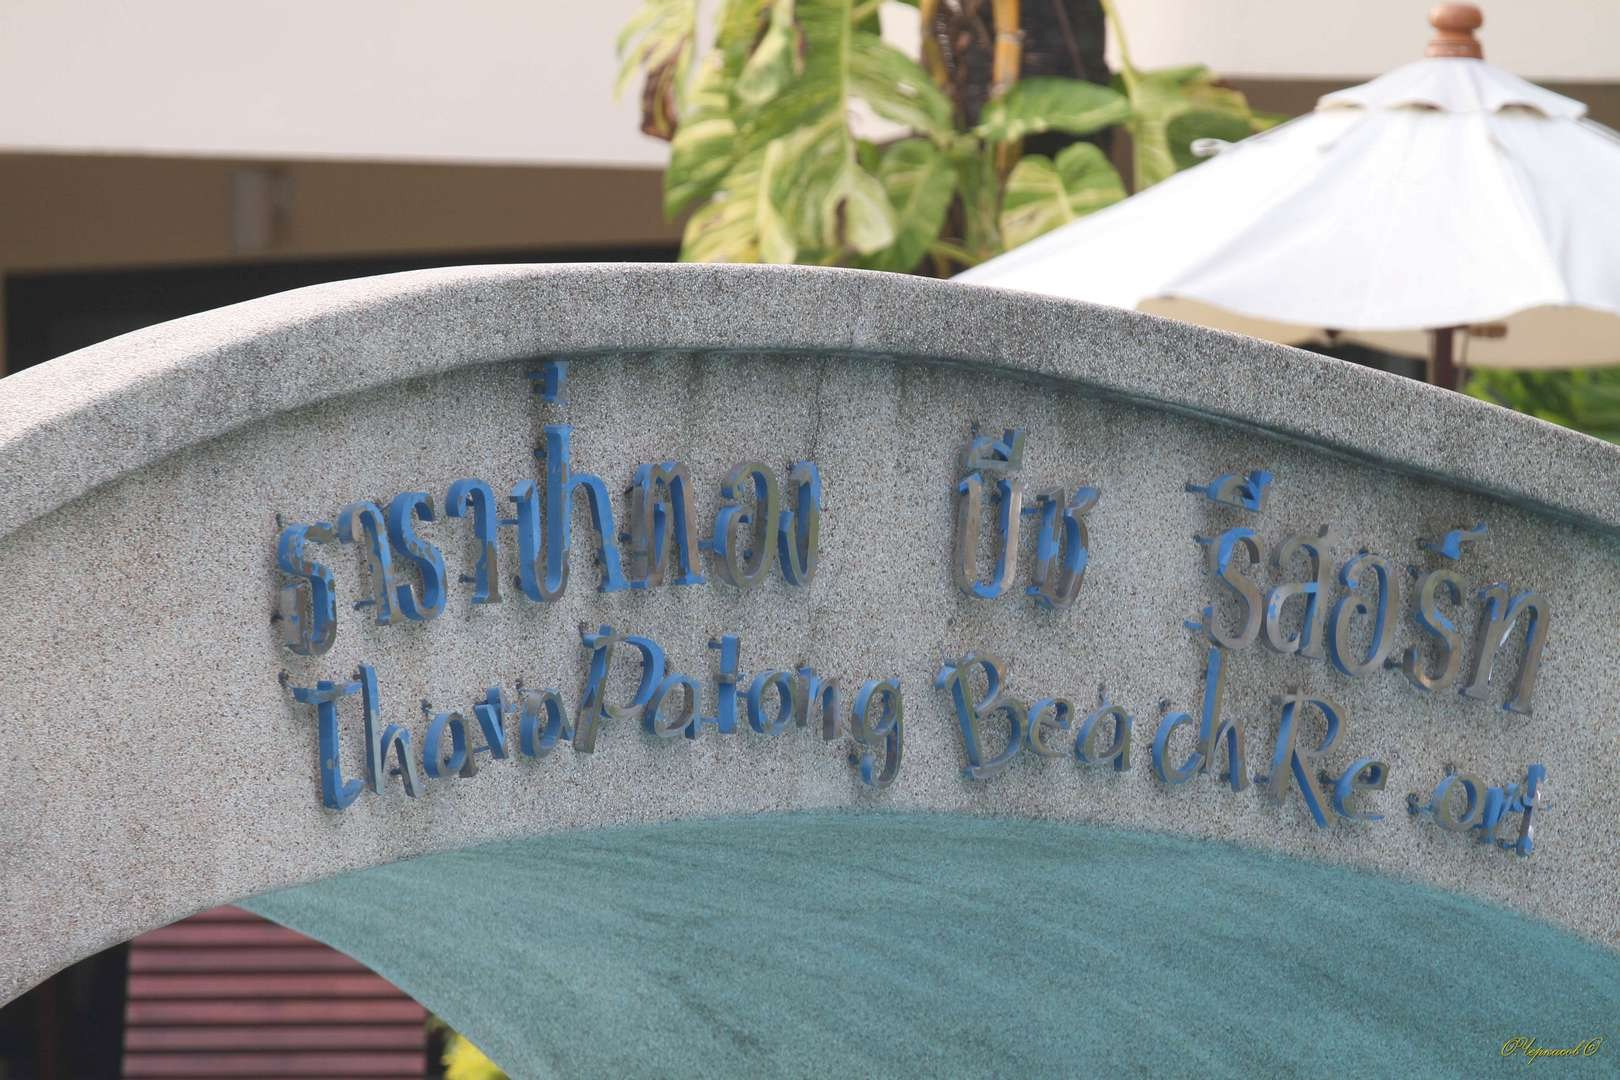 ธาราป่าตอง บีช รีสอร์ท
Thara Patong Beach Re ort
О.Черкасов ©